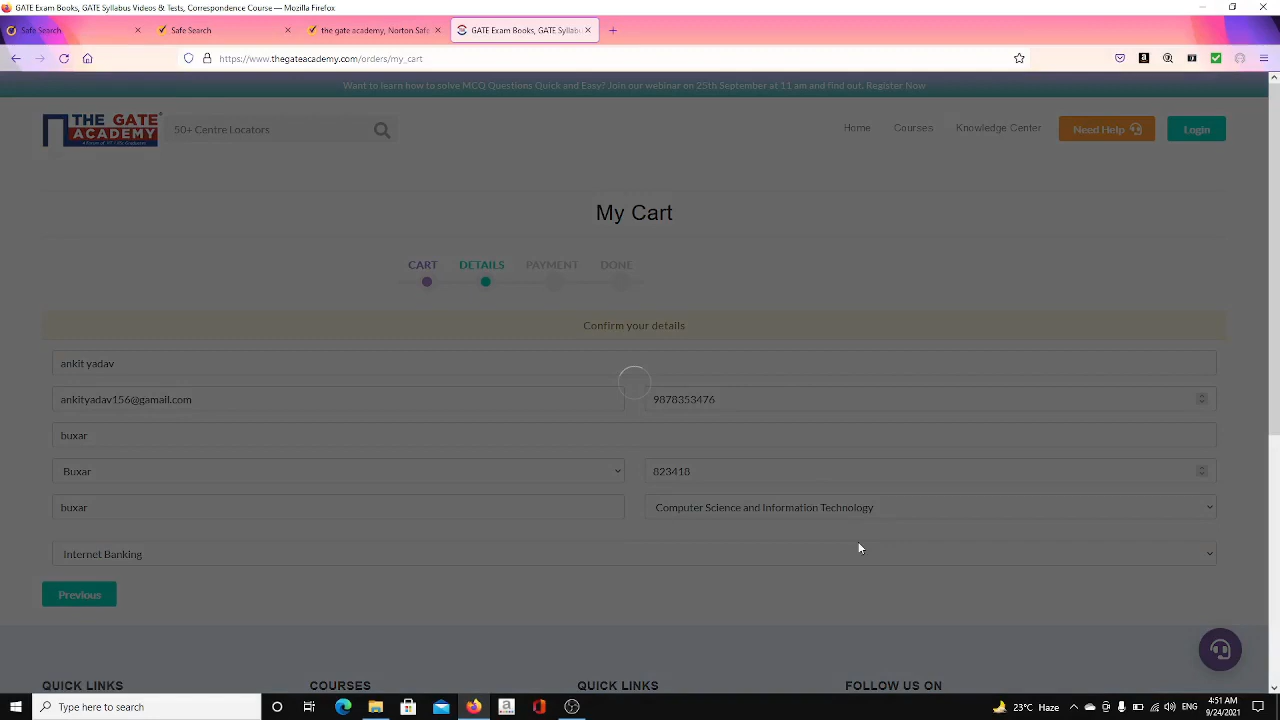 GATE Exam Books, GATE Syllabus Videos & Tests, Correspondence Course — Mozilla Firefox
Safe Search
Safe Search
the gate academy, Norton Safe
GATE Exam Books, GATE Syllab
https://www.thegateacademy.com/orders/my_cart
Want to learn how to solve MCQ Questions Quick and Easy? Join our webinar on 25th September at 11 am and find out. Register Now
THE GATE
ACADEMY
50+ Centre Locators
Home
Courses
Knowledge Center
Need Help
Login
My Cart
CART
DETAILS
PAYMENT
DONE
Confirm your details
ankit yadav
ankityadav156@gamail.com
9878353476
buxar
Buxar
823418
buxar
Computer Science and Information Technology
Internet Banking
Previous
QUICK LINKS
COURSES
QUICK LINKS
FOLLOW US ON
Type here to search
23°C Haze
ENG
4:51 AM
9/24/2021